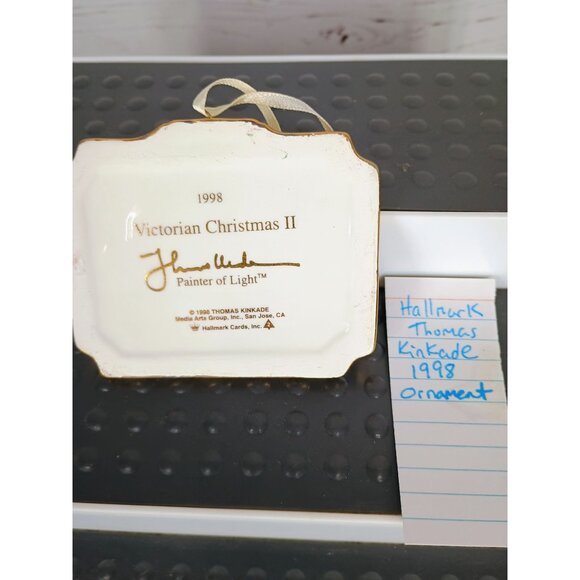 1998
Victorian Christmas II
Painter of Light™
© 1998 THOMAS KINKADE
Media Arts Group, Inc., San Jose, CA
Hallmark Cards, Inc.
Hallmark
Thomas
Kinkade
1998
ornament